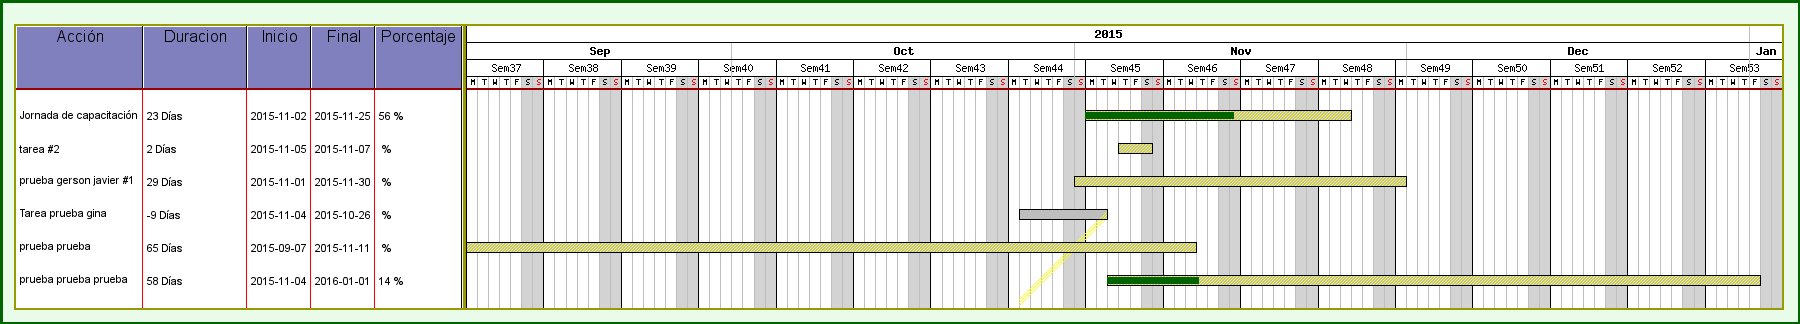 Acción Duracion Inicio Final Porcentaje 2015
Sep Oct Nov Dec Jan
Sem37 Sem38 Sem39 Sem40 Sem41 Sem42 Sem43 Sem44 Sem45 Sem46 Sem47 Sem48 Sem49 Sem50 Sem51 Sem52 Sem53
M T W T F S S M T W T F S S M T W T F S S M T W T F S S M T W T F S S M T W T F S S M T W T F S S M T W T F S S M T W T F S S M T W T F S S M T W T F S S M T W T F S S M T W T F S S M T W T F S S M T W T F S S M T W T F S S M T W T F S S
Jornada de capacitación 23 Días 2015-11-02 2015-11-25 56 %
tarea #2 2 Días 2015-11-05 2015-11-07 %
prueba gerson javier #1 29 Días 2015-11-01 2015-11-30 %
Tarea prueba gina -9 Días 2015-11-04 2015-10-26 %
prueba prueba 65 Días 2015-09-07 2015-11-11 %
prueba prueba prueba 58 Días 2015-11-04 2016-01-01 14 %